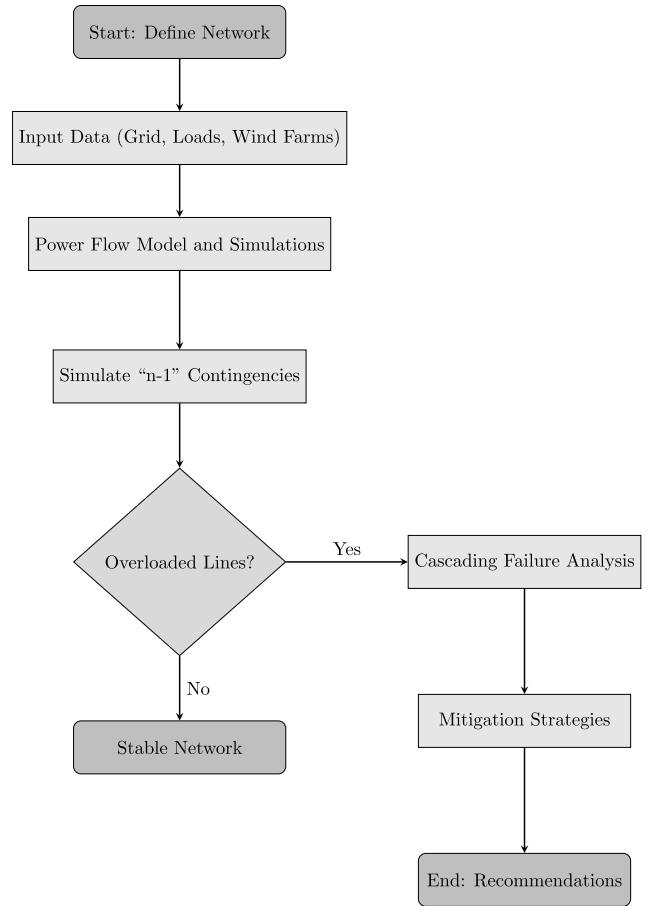 Start: Define Network
Input Data (Grid, Loads, Wind Farms)
Power Flow Model and Simulations
Simulate “n-1” Contingencies
Overloaded Lines?
Yes
Cascading Failure Analysis
No
Mitigation Strategies
Stable Network
End: Recommendations